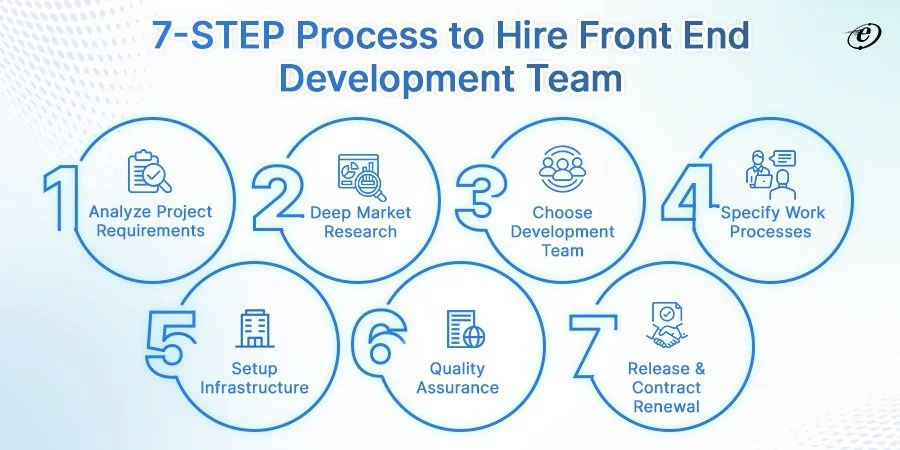 7-STEP Process to Hire Front End
Development Team
e
1
Analyze Project
Requirements
2
Deep Market
Research
3
Choose
Development
Team
4
Specify Work
Processes
5
Setup
Infrastructure
6
Quality
Assurance
7
Release &
Contract
Renewal